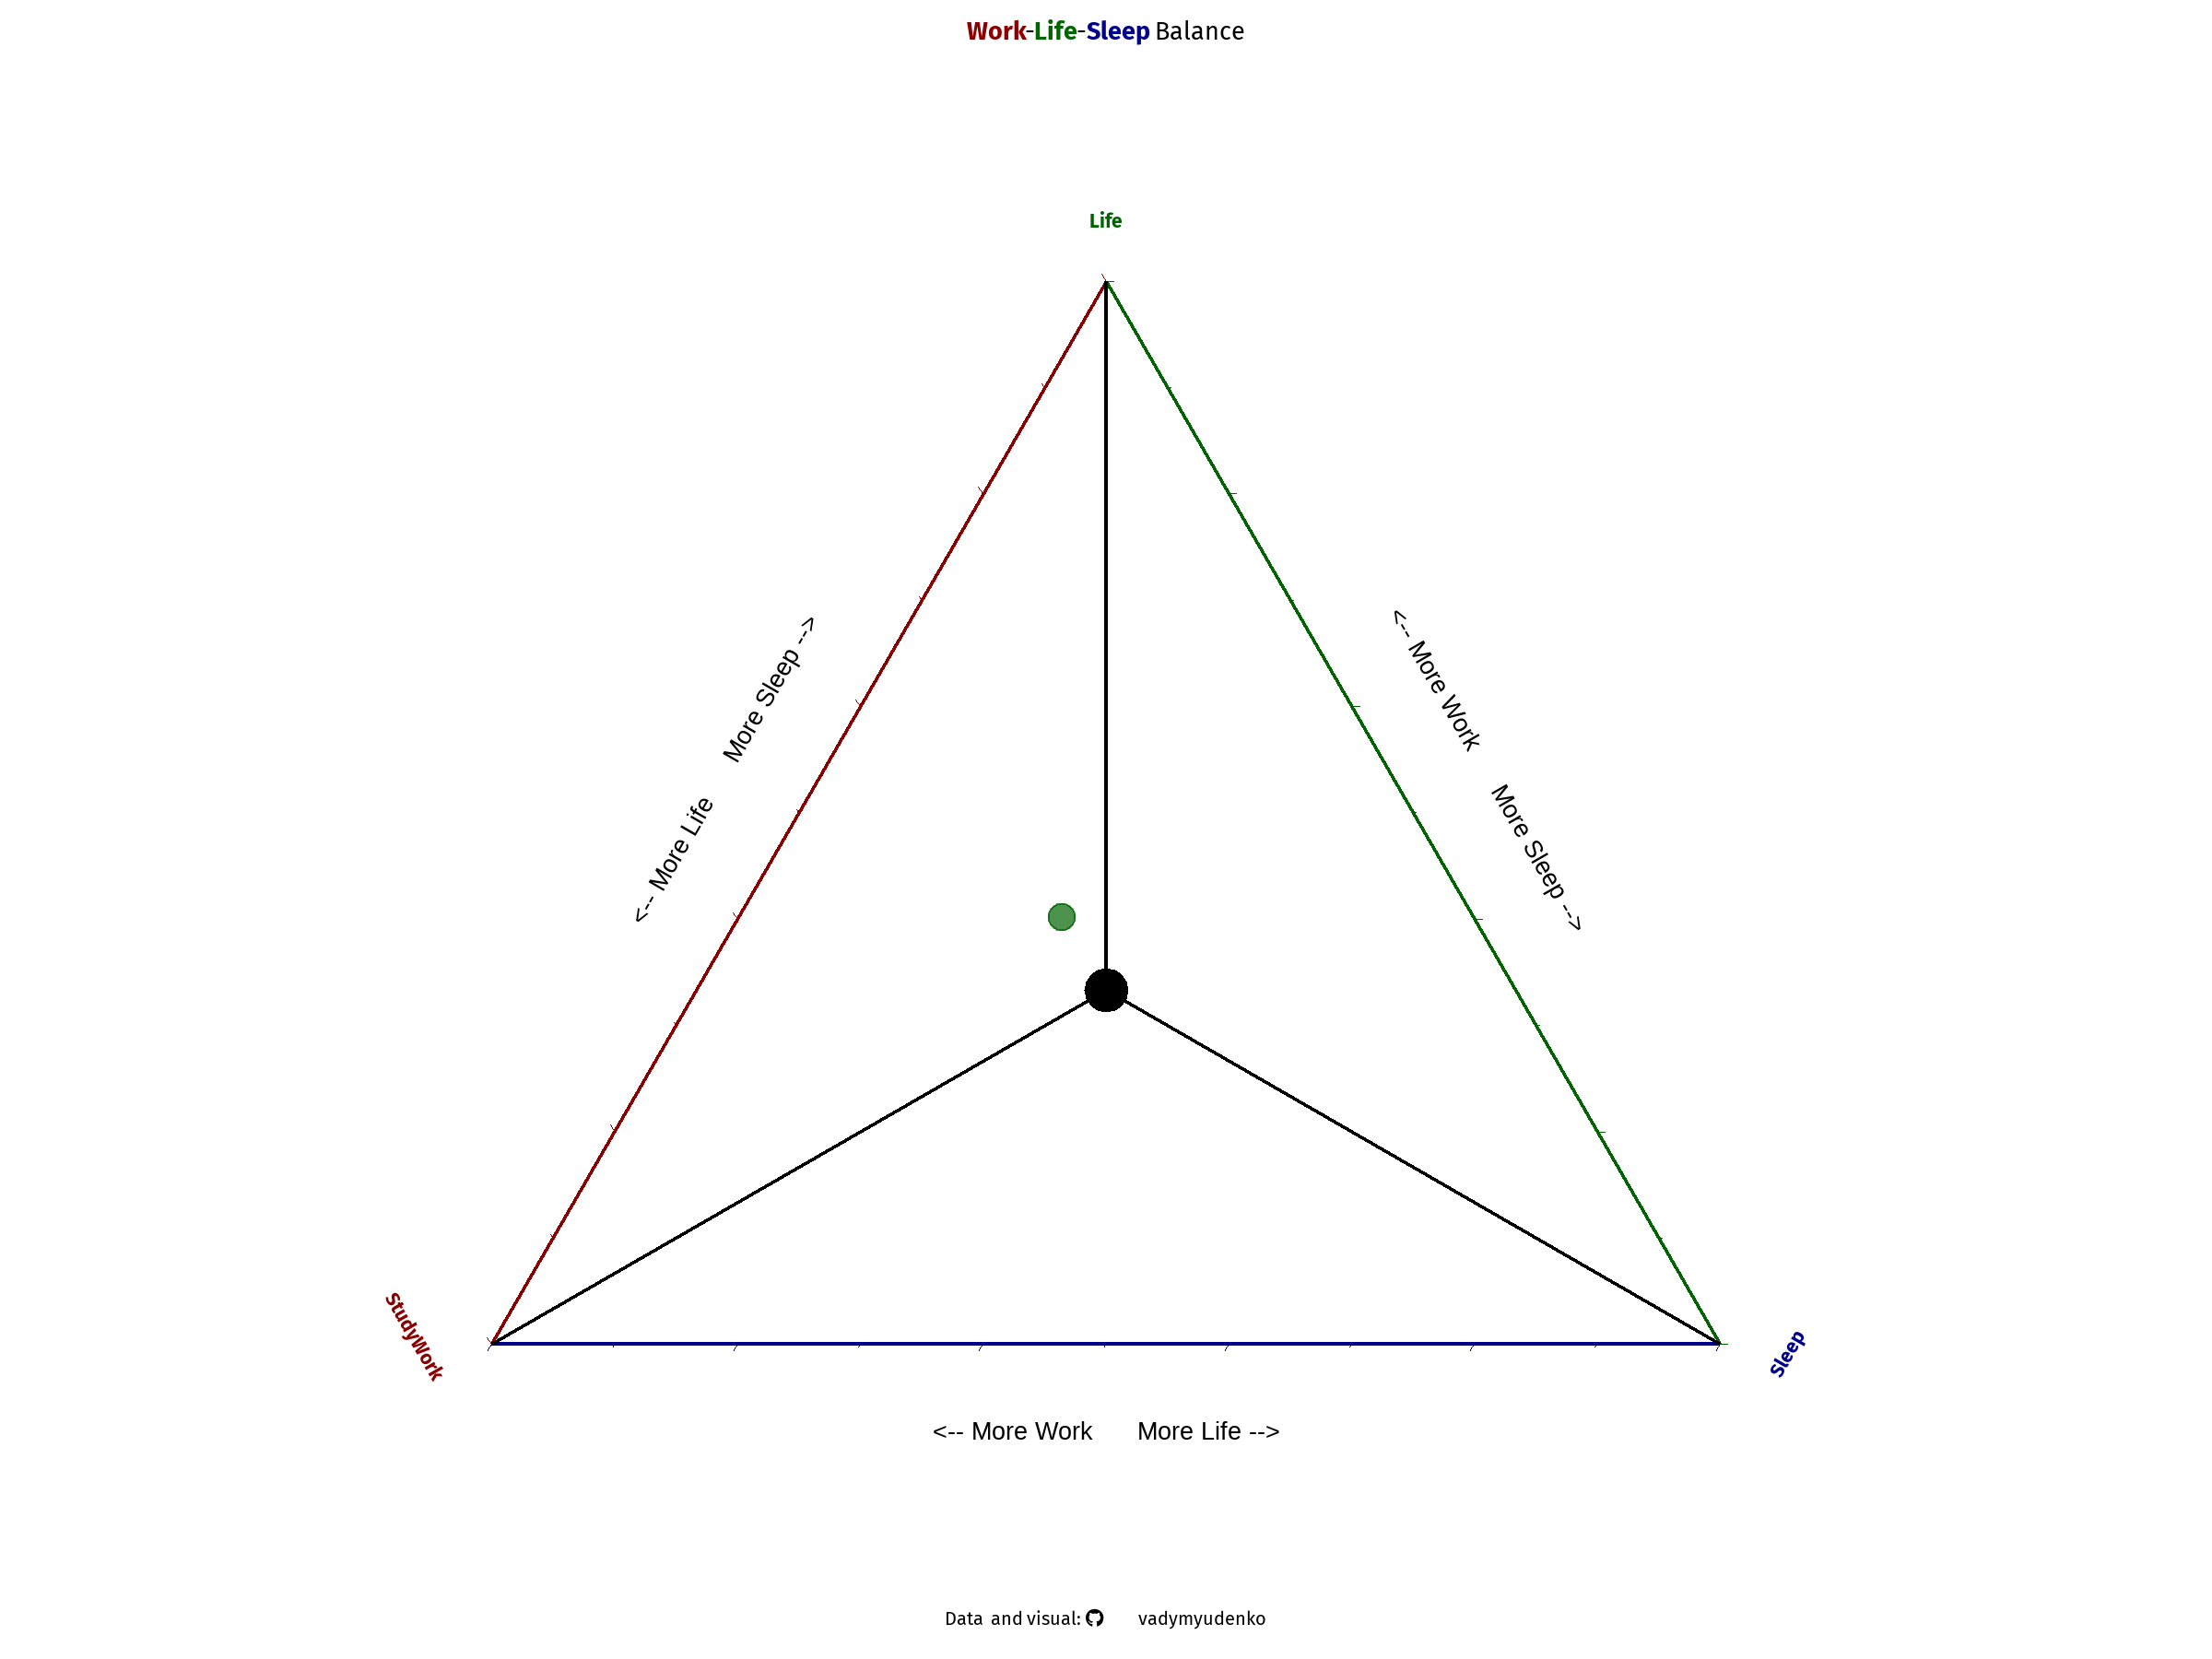 Work-Life-Sleep Balance
Life
<-- More Life      More Sleep -->
<-- More Work      More Sleep -->
StudyWork
Sleep
<-- More Work      More Life -->
Data and visual: vadymyudenko